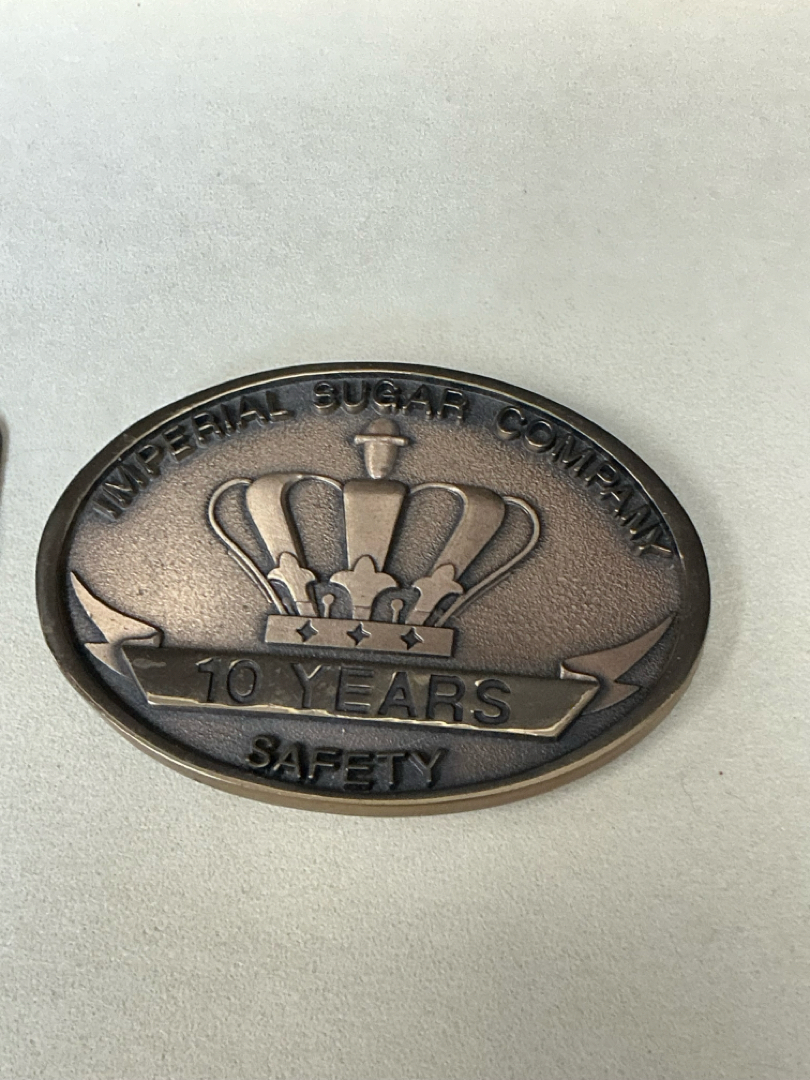 IMPERIAL SUGAR COMPANY
10 YEARS
SAFETY